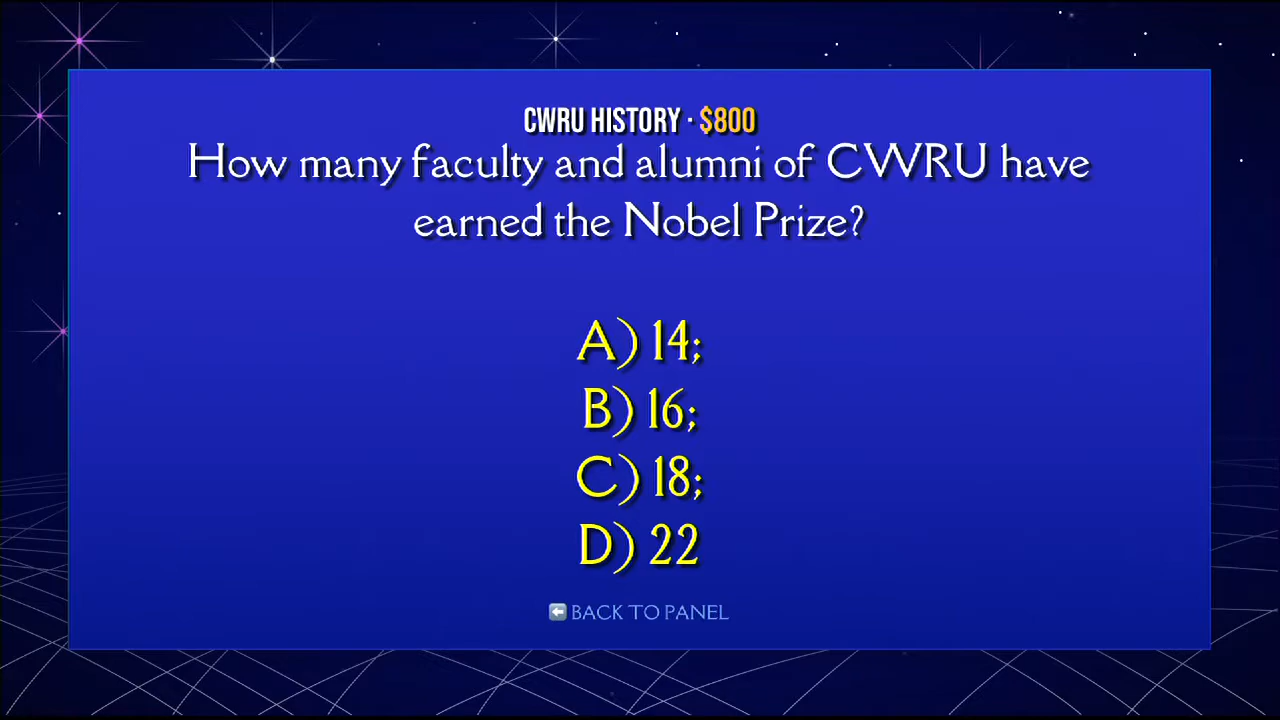 CWRU HISTORY · $800
How many faculty and alumni of CWRU have
earned the Nobel Prize?
A) 14;
B) 16;
C) 18;
D) 22
⬅ BACK TO PANEL